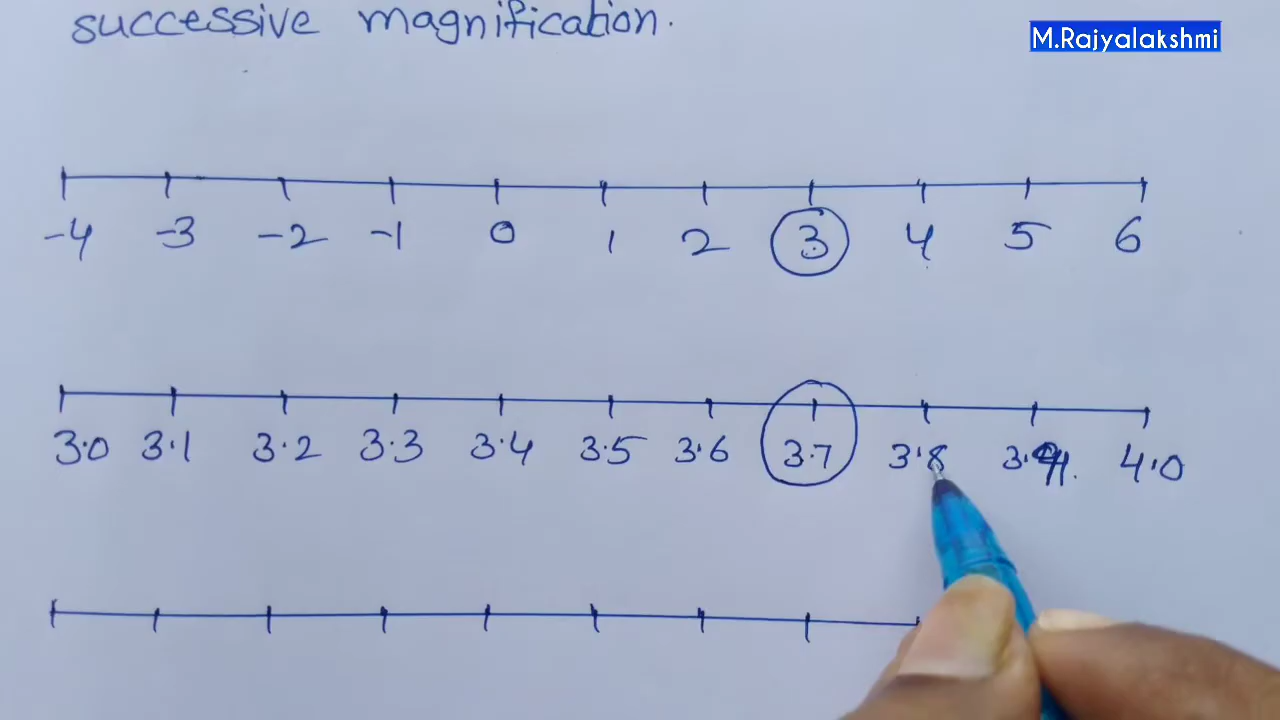 successive magnification.
M.Rajyalakshmi
-4 -3 -2 -1 0 1 2 3 4 5 6
3.0 3.1 3.2 3.3 3.4 3.5 3.6 3.7 3.8 4.0